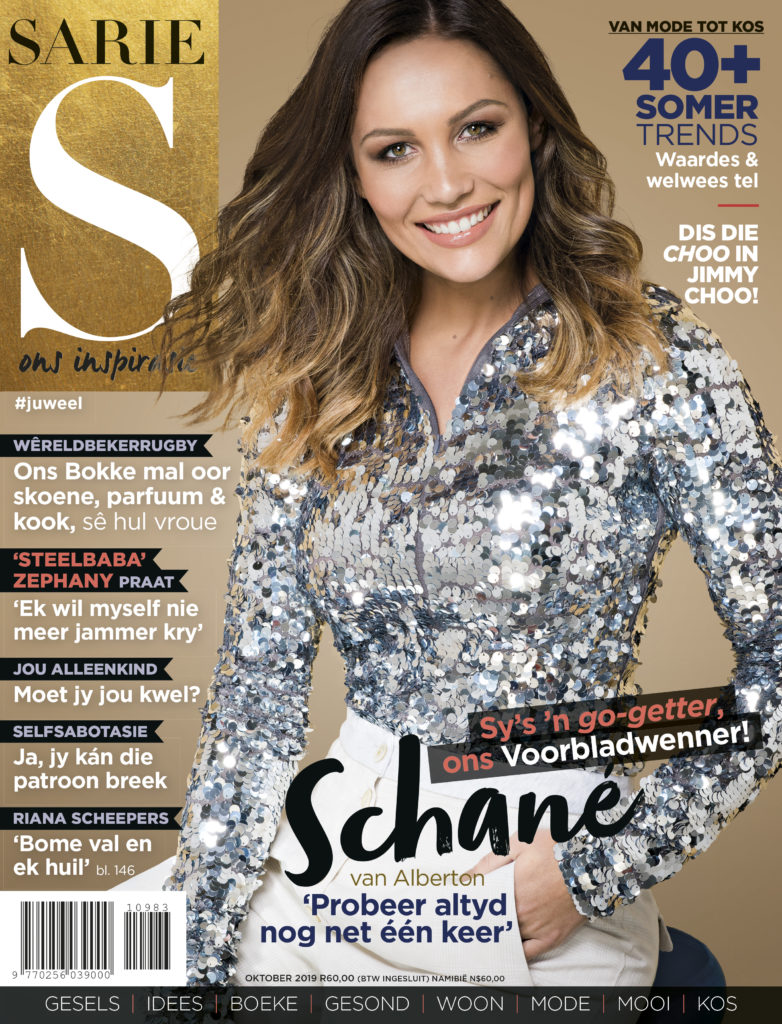 SARIE
S
ons inspirasie
#juweel
WÊRELDBEKERRUGBY
Ons Bokke mal oor
skoene, parfuum &
kook, sê hul vroue
‘STEELBABA’
ZEPHANY PRAAT
‘Ek wil myself nie
meer jammer kry’
JOU ALLEENKIND
Moet jy jou kwel?
SELFSABOTASIE
Ja, jy kán die
patroon breek
RIANA SCHEEPERS
‘Bome val en
ek huil’ bl. 146
VAN MODE TOT KOS
40+
SOMER
TRENDS
Waardes &
welwees tel
DIS DIE
CHOO IN
JIMMY
CHOO!
Sy’s ’n go-getter,
ons Voorbladwenner!
Schané
van Alberton
‘Probeer altyd
nog net één keer’
10983
9 770256 039000
OKTOBER 2019 R60,00 (BTW INGESLUIT) NAMIBIË N$60,00
GESELS | IDEES | BOEKE | GESOND | WOON | MODE | MOOI | KOS